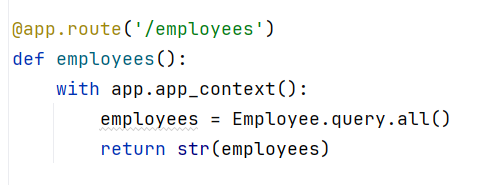 @app.route('/employees')
def employees():
    with app.app_context():
        employees = Employee.query.all()
        return str(employees)